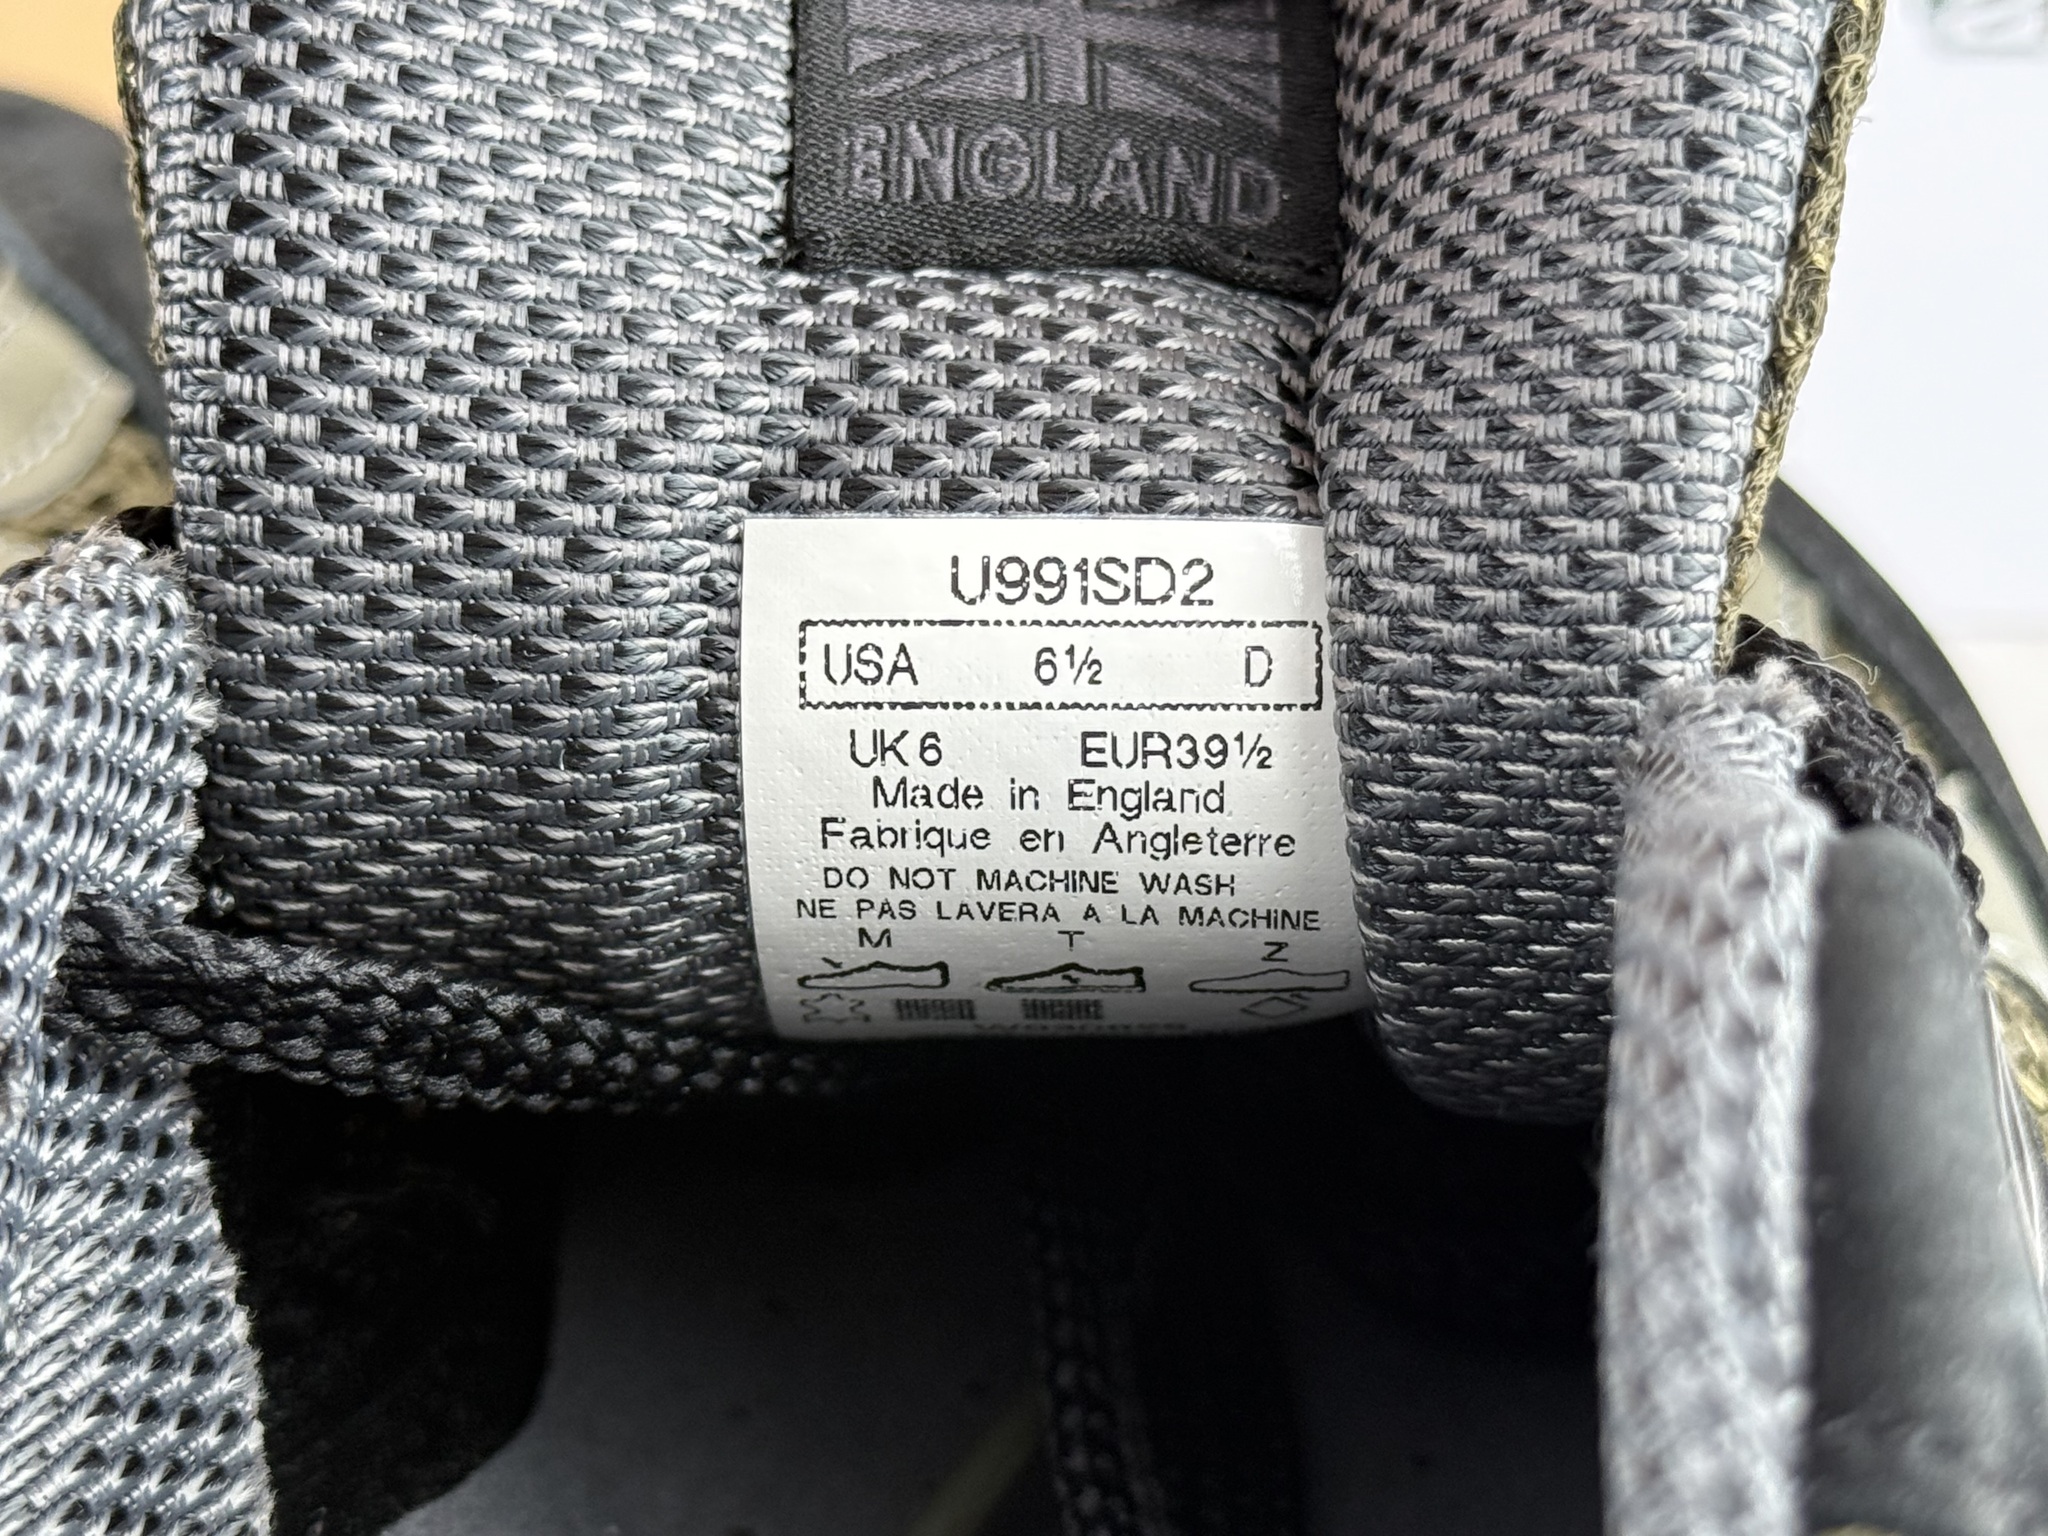 ENGLAND
U991SD2
USA 6½ D
UK 6 EUR39½
Made in England
Fabrique en Angleterre
DO NOT MACHINE WASH
NE PAS LAVERA A LA MACHINE
M T Z